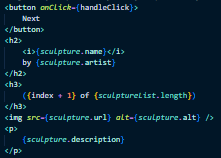 <button onClick={handleClick}>
    Next
</button>
<h2>
    <i>{sculpture.name}</i>
    by {sculpture.artist}
</h2>
<h3>
    ({index + 1} of {sculptureList.length})
</h3>
<img src={sculpture.url} alt={sculpture.alt} />
<p>
    {sculpture.description}
</p>